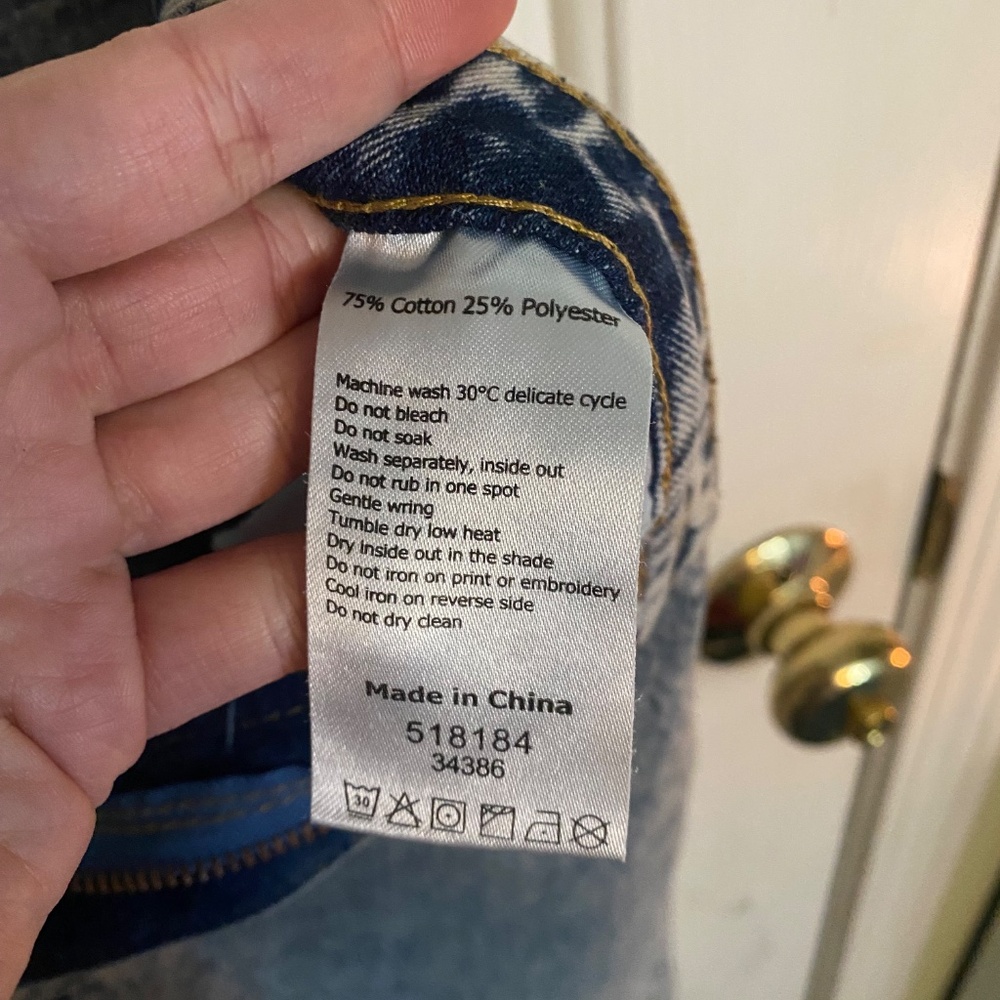 75% Cotton 25% Polyester
Machine wash 30°C delicate cycle
Do not bleach
Do not soak
Wash separately, inside out
Do not rub in one spot
Gentle wring
Tumble dry low heat
Dry inside out in the shade
Do not iron on print or embroidery
Cool iron on reverse side
Do not dry clean
Made in China
518184
34386
30